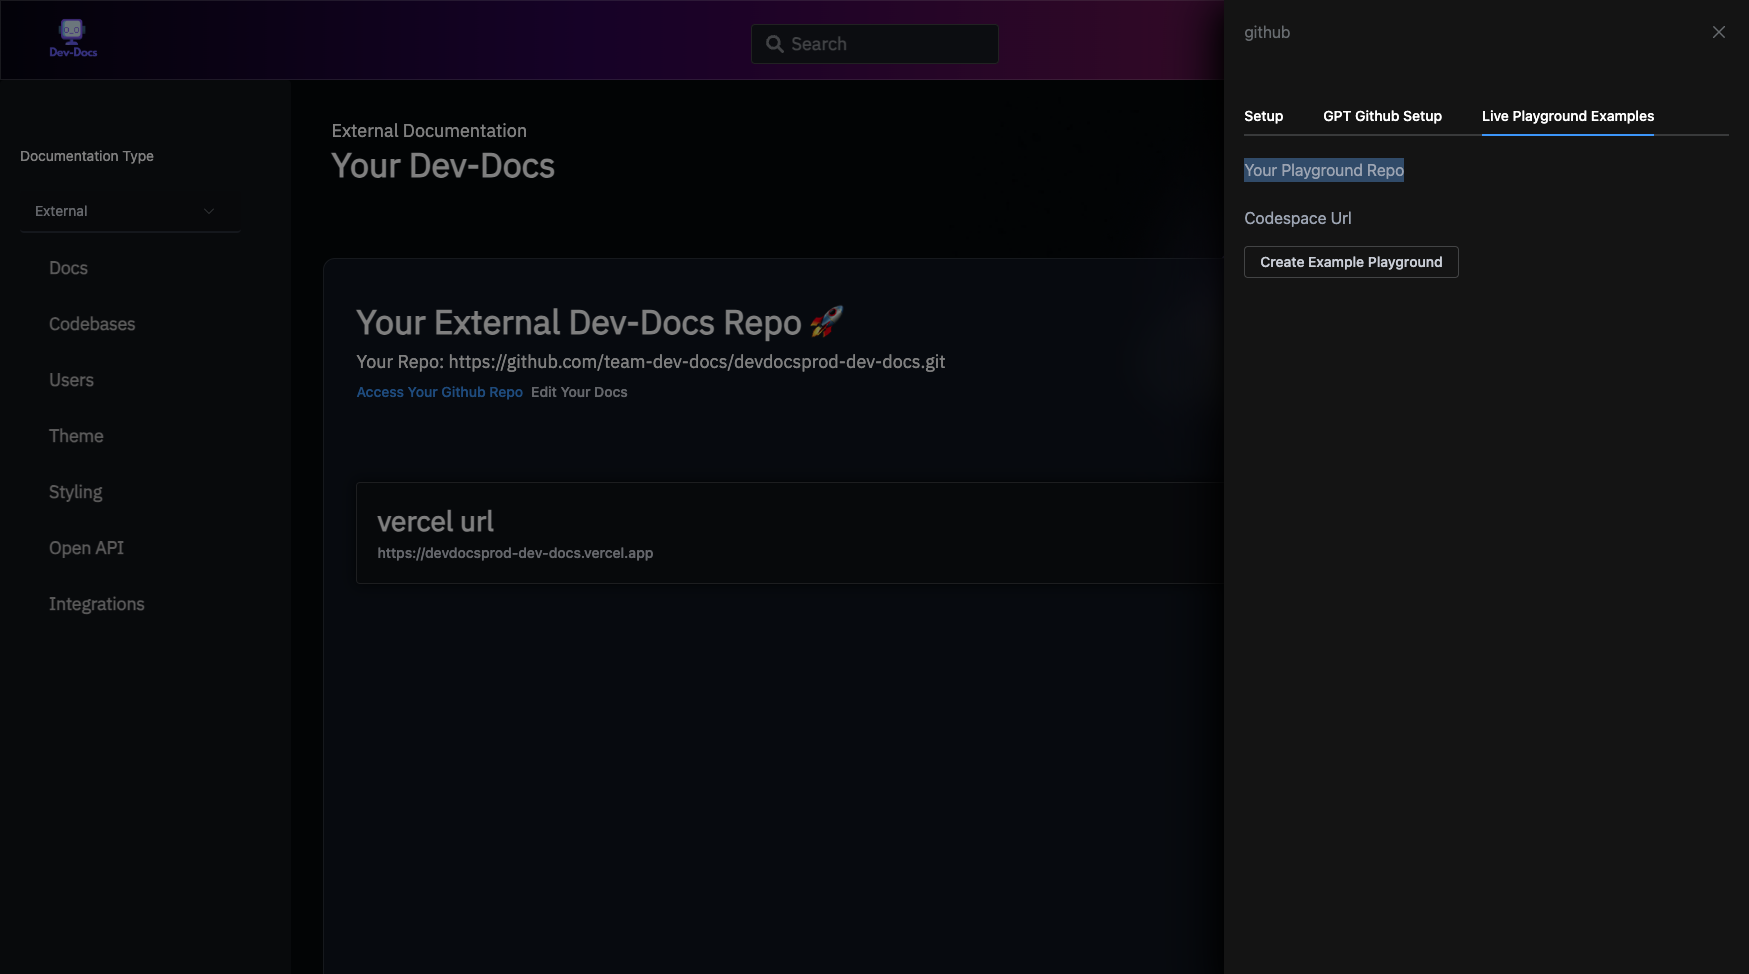 Dev-Docs
Search
Documentation Type
External
Docs
Codebases
Users
Theme
Styling
Open API
Integrations
External Documentation
Your Dev-Docs
Your External Dev-Docs Repo 🚀
Your Repo: https://github.com/team-dev-docs/devdocsprod-dev-docs.git
Access Your Github Repo Edit Your Docs
vercel url
https://devdocsprod-dev-docs.vercel.app
github
Setup GPT Github Setup Live Playground Examples
Your Playground Repo
Codespace Url
Create Example Playground